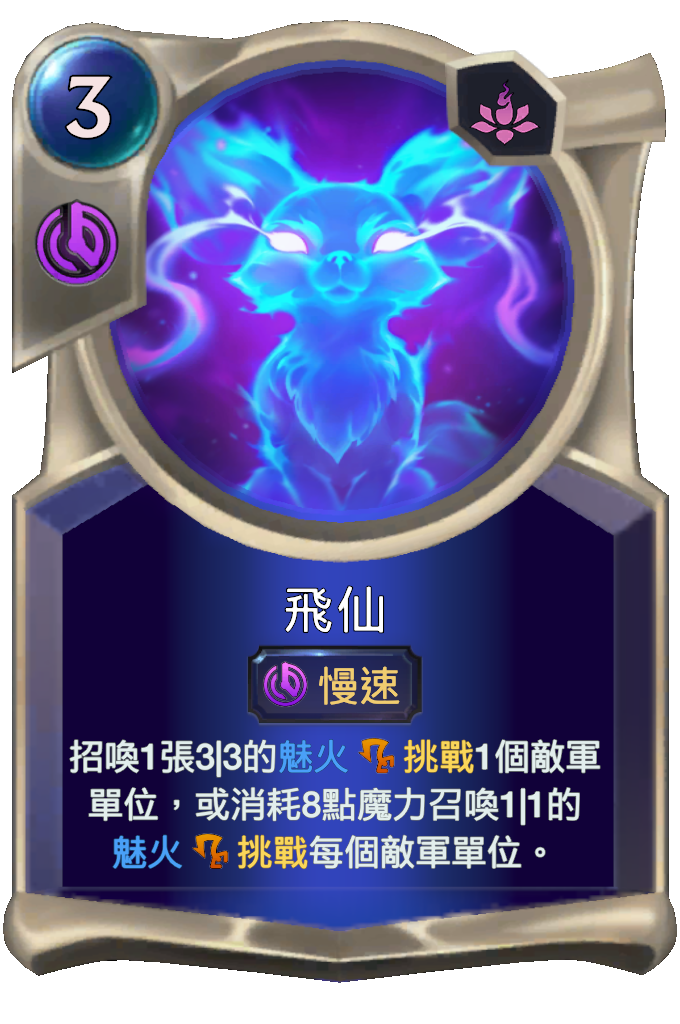 3
飛仙
慢速
招喚1張3|3的魅火 挑戰1個敵軍
單位，或消耗8點魔力召喚1|1的
魅火 挑戰每個敵軍單位。